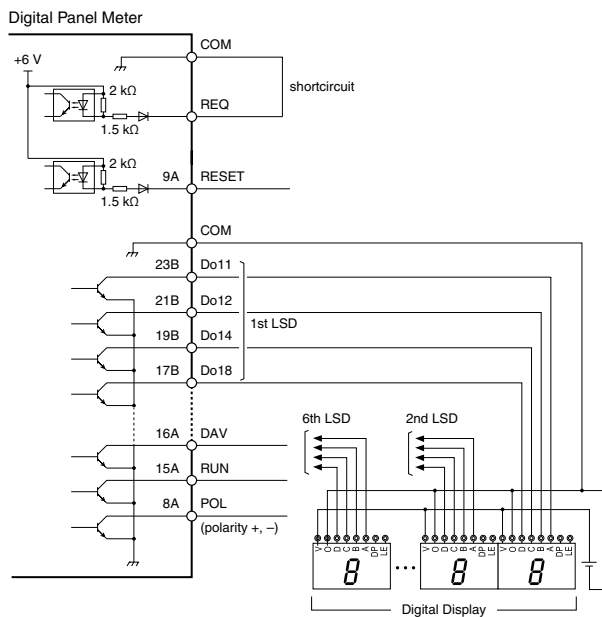 Digital Panel Meter
COM
+6 V
shortcircuit
2 kΩ
REQ
1.5 kΩ
2 kΩ
9A RESET
1.5 kΩ
COM
23B Do11
21B Do12
1st LSD
19B Do14
17B Do18
6th LSD 2nd LSD
16A DAV
15A RUN
8A POL
(polarity +, –)
V O D C B A DP LE V O D C B A DP LE V O D C B A DP LE
8 8 8
Digital Display